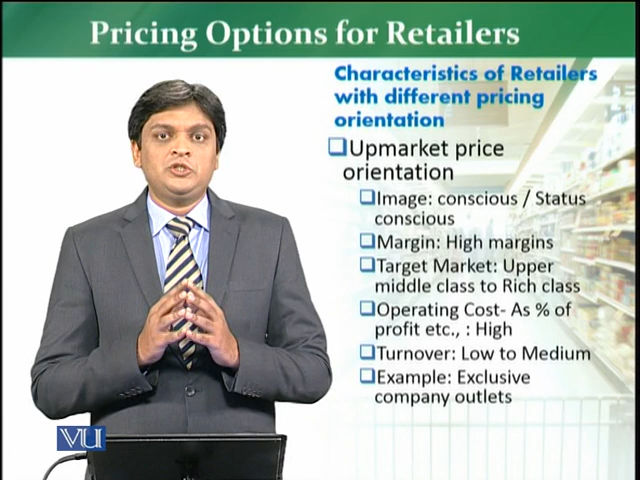 Pricing Options for Retailers
Characteristics of Retailers
with different pricing
orientation
Upmarket price
orientation
Image: conscious / Status
conscious
Margin: High margins
Target Market: Upper
middle class to Rich class
Operating Cost- As % of
profit etc., : High
Turnover: Low to Medium
Example: Exclusive
company outlets
VU